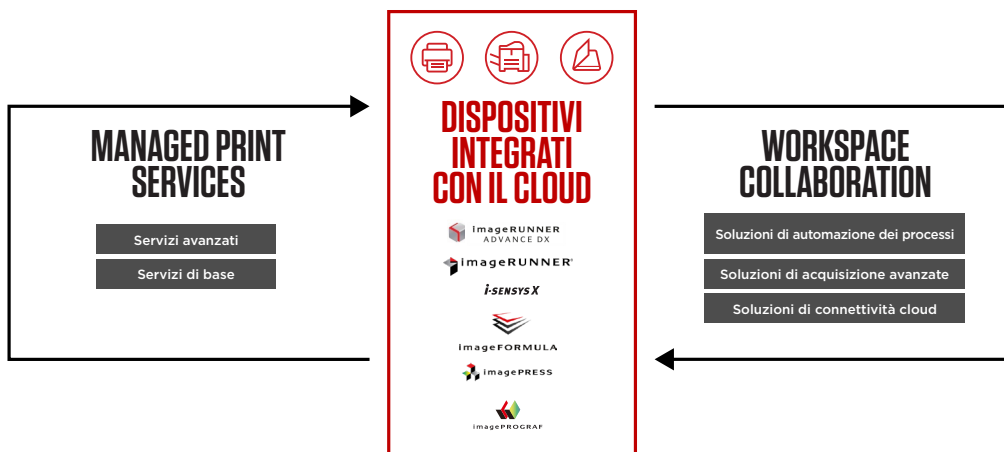 MANAGED PRINT
SERVICES
Servizi avanzati
Servizi di base
DISPOSITIVI
INTEGRATI
CON IL CLOUD
imageRUNNER
ADVANCE DX
imageRUNNER®
i-SENSYS X
imageFORMULA
imagePRESS
imagePROGRAF
WORKSPACE
COLLABORATION
Soluzioni di automazione dei processi
Soluzioni di acquisizione avanzate
Soluzioni di connettività cloud